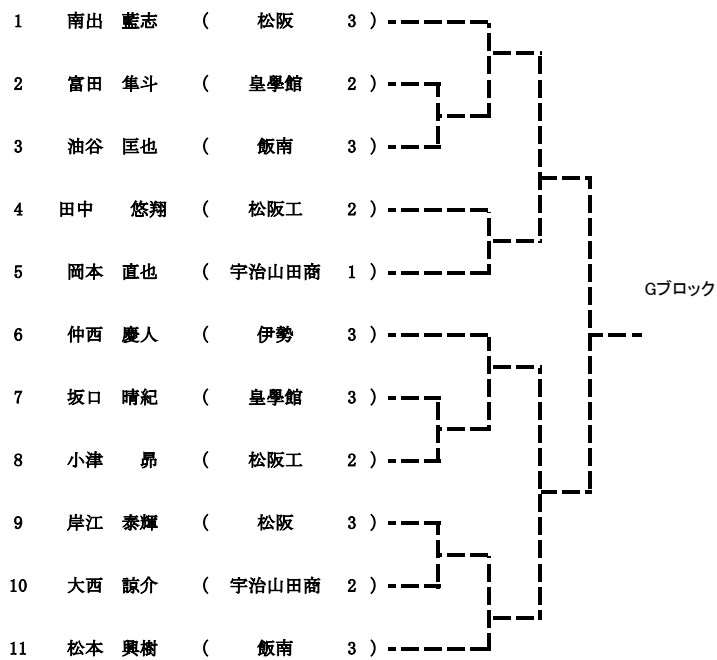 1 南出 藍志 ( 松阪 3 )
2 富田 隼斗 ( 皇學館 2 )
3 油谷 匡也 ( 飯南 3 )
4 田中 悠翔 ( 松阪工 2 )
5 岡本 直也 ( 宇治山田商 1 )
Gブロック
6 仲西 慶人 ( 伊勢 3 )
7 坂口 晴紀 ( 皇學館 3 )
8 小津 昴 ( 松阪工 2 )
9 岸江 泰輝 ( 松阪 3 )
10 大西 諒介 ( 宇治山田商 2 )
11 松本 興樹 ( 飯南 3 )